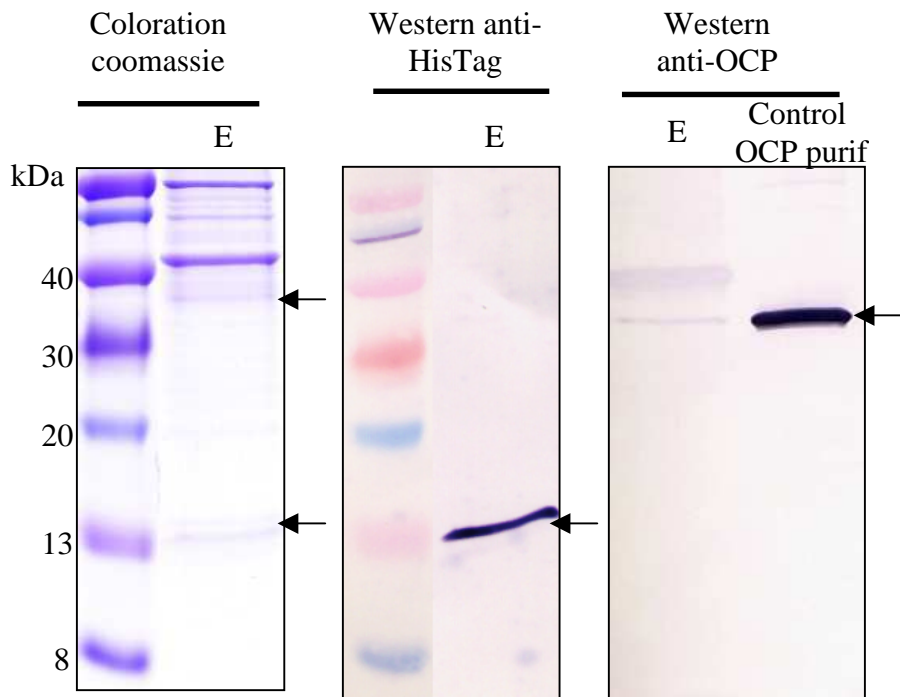 Coloration
coomassie
Western anti-
HisTag
Western
anti-OCP
E
E
E
Control
OCP purif
kDa
40
30
20
13
8